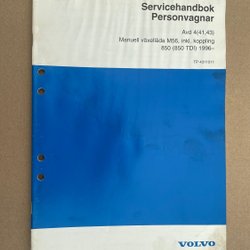 Servicehandbok
Personvagnar
Avd 4(41,43)
Manuell växellåda M56, inkl. koppling
850 (850 TDI) 1996–
VOLVO